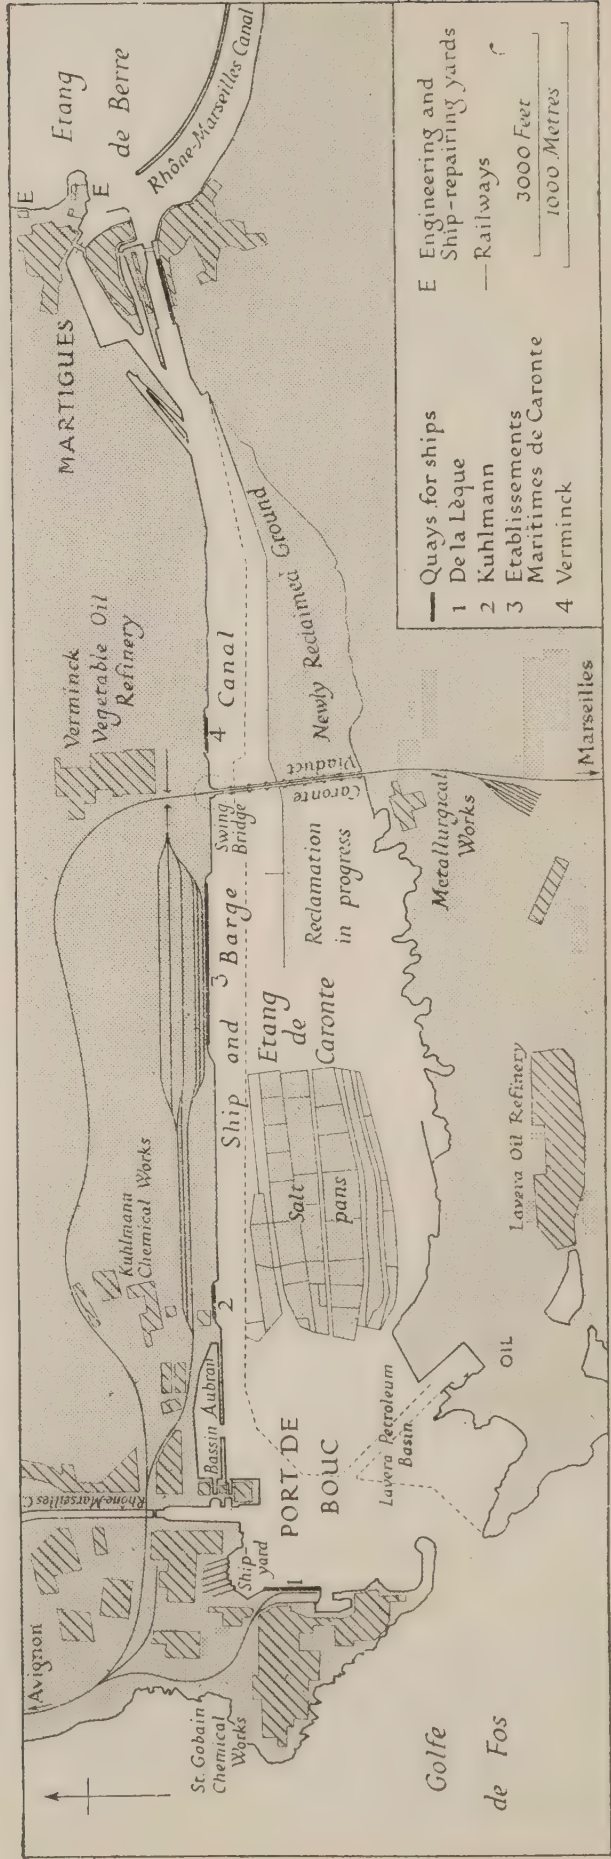 Avignon
St. Gobain
Chemical
Works
Golfe
de Fos
Rhône-Marseilles C.
Ship-
yard
1
PORT DE
BOUC
Bassin Aubran
Kuhlmann
Chemical Works
2
Lavera Petroleum
Basin
OIL
Lavera Oil Refinery
Salt
pans
Ship and Barge Canal
3
Etang
de
Caronte
Reclamation
in progress
Swing
Bridge
Caronte
Viaduct
Metallurgical
Works
Marseilles
4
Verminck
Vegetable Oil
Refinery
Newly Reclaimed Ground
MARTIGUES
E
E
Etang
de Berre
Rhône-Marseilles Canal
Quays for ships
1 De la Lèque
2 Kuhlmann
3 Etablissements
Maritimes de Caronte
4 Verminck
E Engineering and
Ship-repairing yards
Railways
3000 Feet
1000 Metres